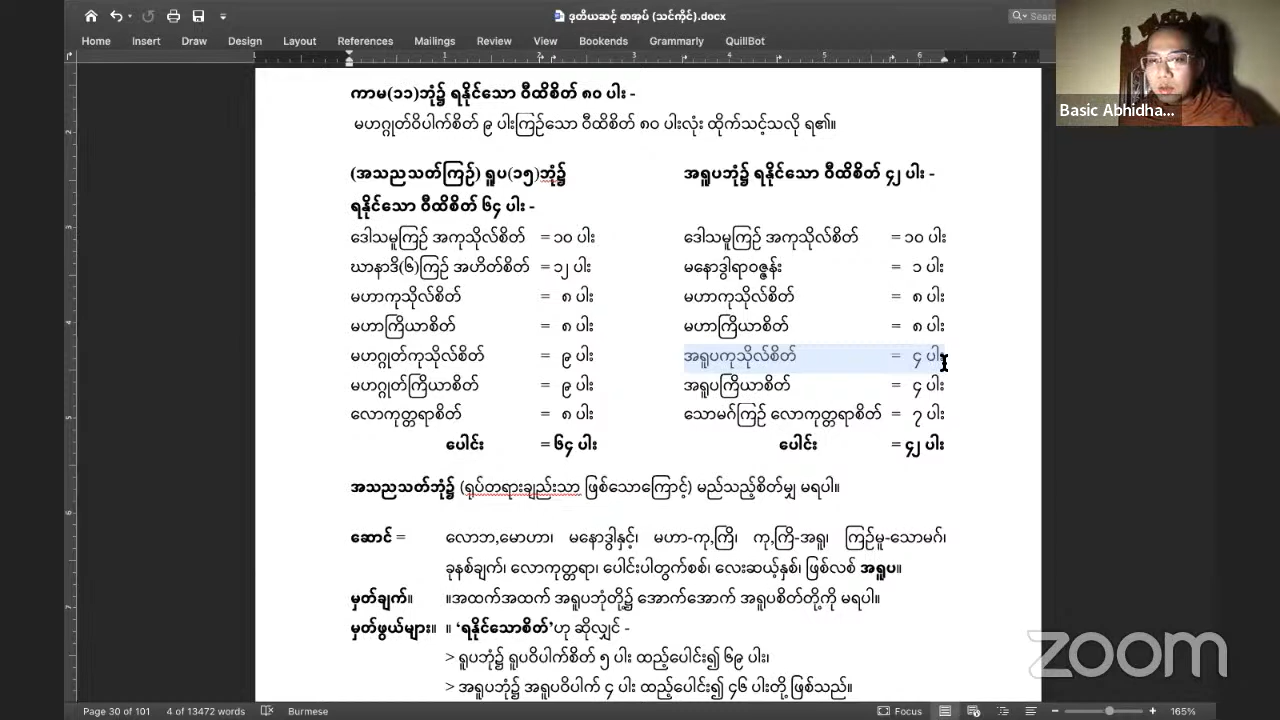 ဒုတိယဆင့် စာအုပ် (သင်ကိုင်).docx
Home Insert Draw Design Layout References Mailings Review View Bookends Grammarly QuillBot
Basic Abhidha...
ကာမ(၁၁)ဘုံ၌ ရနိုင်သော ဝီထိစိတ် ၈၀ ပါး -
မဟဂ္ဂုတ်ဝိပါက်စိတ် ၉ ပါးကြဉ်သော ဝီထိစိတ် ၈၀ ပါးလုံး ထိုက်သင့်သလို ရ၏။
(အသညသတ်ကြဉ်) ရူပ(၁၅)ဘုံ၌
ရနိုင်သော ဝီထိစိတ် ၆၄ ပါး -
ဒေါသမူကြဉ် အကုသိုလ်စိတ် = ၁၀ ပါး
ဃာနာဒိ(၆)ကြဉ် အဟိတ်စိတ် = ၁၂ ပါး
မဟာကုသိုလ်စိတ် = ၈ ပါး
မဟာကြိယာစိတ် = ၈ ပါး
မဟဂ္ဂုတ်ကုသိုလ်စိတ် = ၉ ပါး
မဟဂ္ဂုတ်ကြိယာစိတ် = ၉ ပါး
လောကုတ္တရာစိတ် = ၈ ပါး
ပေါင်း = ၆၄ ပါး
အရူပဘုံ၌ ရနိုင်သော ဝီထိစိတ် ၄၂ ပါး -
ဒေါသမူကြဉ် အကုသိုလ်စိတ် = ၁၀ ပါး
မနောဒွါရာဝဇ္ဇန်း = ၁ ပါး
မဟာကုသိုလ်စိတ် = ၈ ပါး
မဟာကြိယာစိတ် = ၈ ပါး
အရူပကုသိုလ်စိတ် = ၄ ပါး
အရူပကြိယာစိတ် = ၄ ပါး
သောမဂ်ကြဉ် လောကုတ္တရာစိတ် = ၇ ပါး
ပေါင်း = ၄၂ ပါး
အသညသတ်ဘုံ၌ (ရုပ်တရားချည်းသာ ဖြစ်သောကြောင့်) မည်သည့်စိတ်မျှ မရပါ။
ဆောင် = လောဘ,မောဟာ၊ မနောဒွါနှင့်၊ မဟာ-ကု,ကြိ၊ ကု,ကြိ-အရူ၊ ကြဉ်မူ-သောမဂ်၊
ခုနစ်ချက်၊ လောကုတ္တရာ၊ ပေါင်းပါတွက်စစ်၊ လေးဆယ့်နှစ်၊ ဖြစ်လစ် အရူပ။
မှတ်ချက်။ ။အထက်အထက် အရူပဘုံတို့၌ အောက်အောက် အရူပစိတ်တို့ကို မရပါ။
မှတ်ဖွယ်များ။ ။ ‘ရနိုင်သောစိတ်’ဟု ဆိုလျှင် -
> ရူပဘုံ၌ ရူပဝိပါက်စိတ် ၅ ပါး ထည့်ပေါင်း၍ ၆၉ ပါး၊
> အရူပဘုံ၌ အရူပဝိပါက် ၄ ပါး ထည့်ပေါင်း၍ ၄၆ ပါးတို့ ဖြစ်သည်။
zoom
Page 30 of 101 4 of 13472 words Burmese Focus 165%